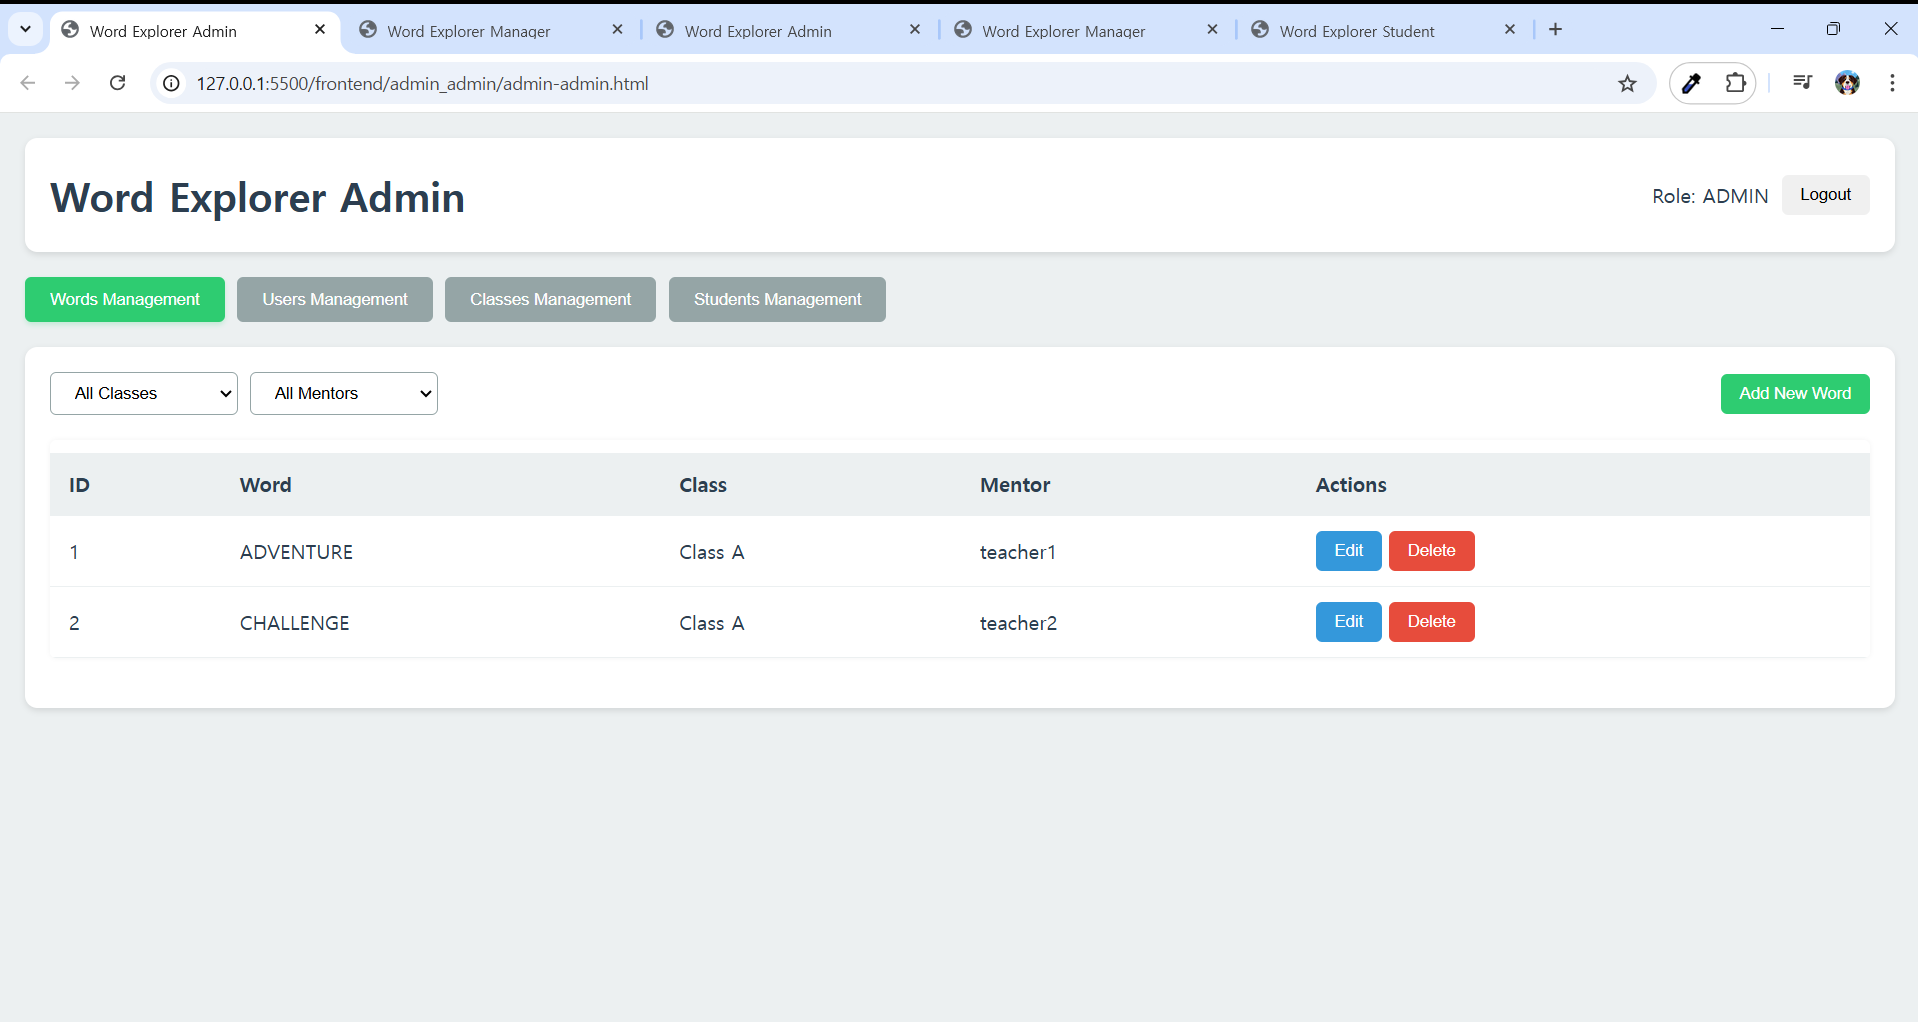 Word Explorer Admin
Word Explorer Manager
Word Explorer Admin
Word Explorer Manager
Word Explorer Student
127.0.0.1:5500/frontend/admin_admin/admin-admin.html
Word Explorer Admin
Role: ADMIN Logout
Words Management Users Management Classes Management Students Management
All Classes All Mentors Add New Word
ID Word Class Mentor Actions
1 ADVENTURE Class A teacher1 Edit Delete
2 CHALLENGE Class A teacher2 Edit Delete